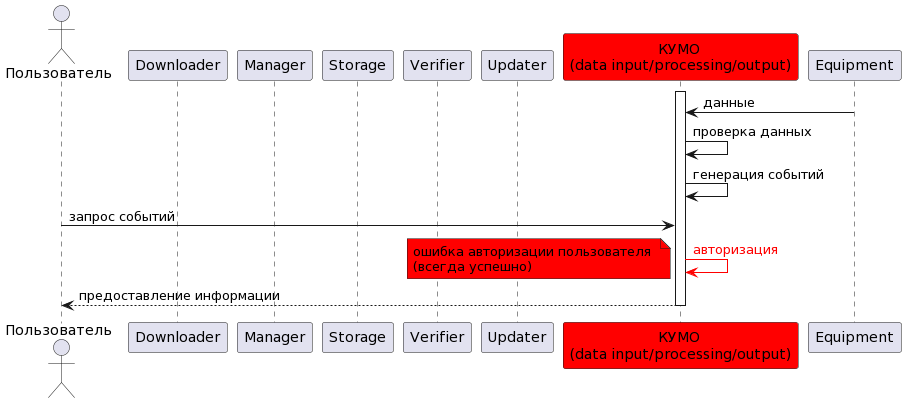 Пользователь
Downloader
Manager
Storage
Verifier
Updater
КУМО
(data input/processing/output)
Equipment
данные
проверка данных
генерация событий
запрос событий
ошибка авторизации пользователя
(всегда успешно)
авторизация
предоставление информации
Пользователь
Downloader
Manager
Storage
Verifier
Updater
КУМО
(data input/processing/output)
Equipment